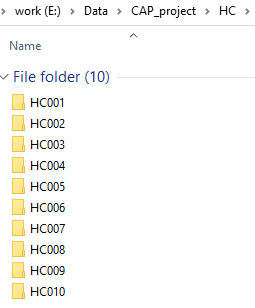 work (E:) > Data > CAP_project > HC >
Name
File folder (10)
HC001
HC002
HC003
HC004
HC005
HC006
HC007
HC008
HC009
HC010